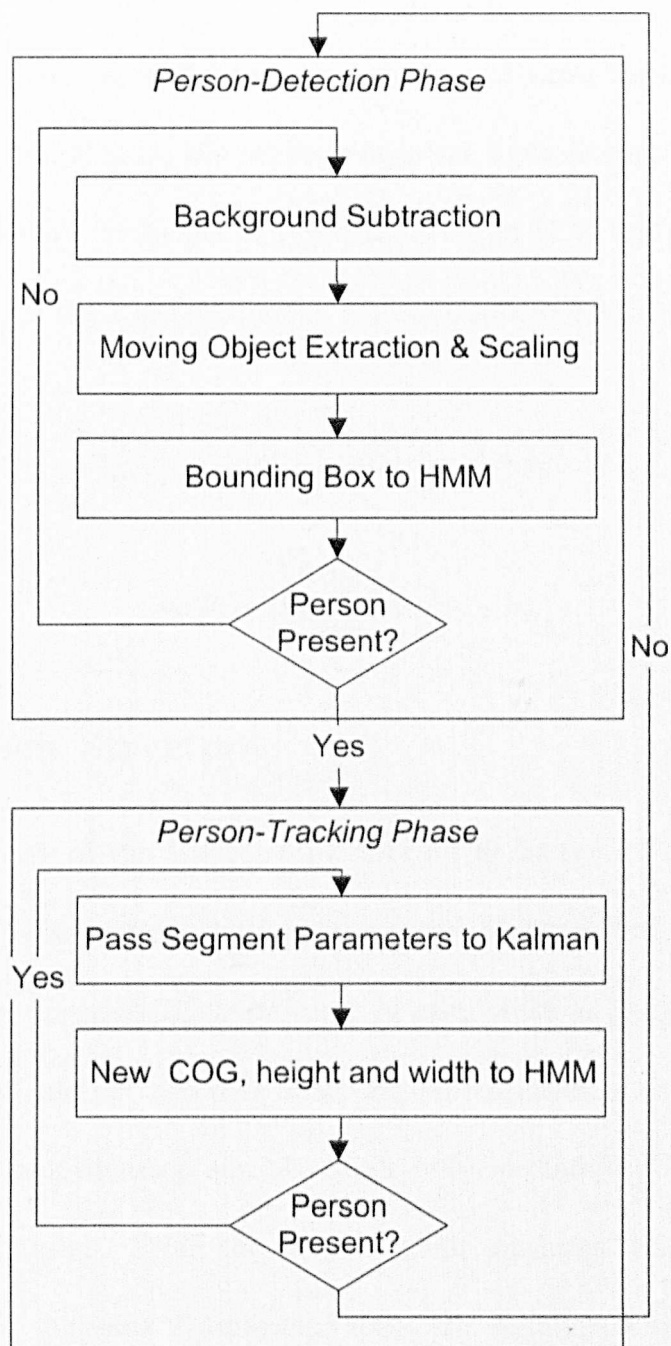 Person-Detection Phase
Background Subtraction
No
Moving Object Extraction & Scaling
Bounding Box to HMM
Person
Present?
No
Yes
Person-Tracking Phase
Pass Segment Parameters to Kalman
Yes
New COG, height and width to HMM
Person
Present?